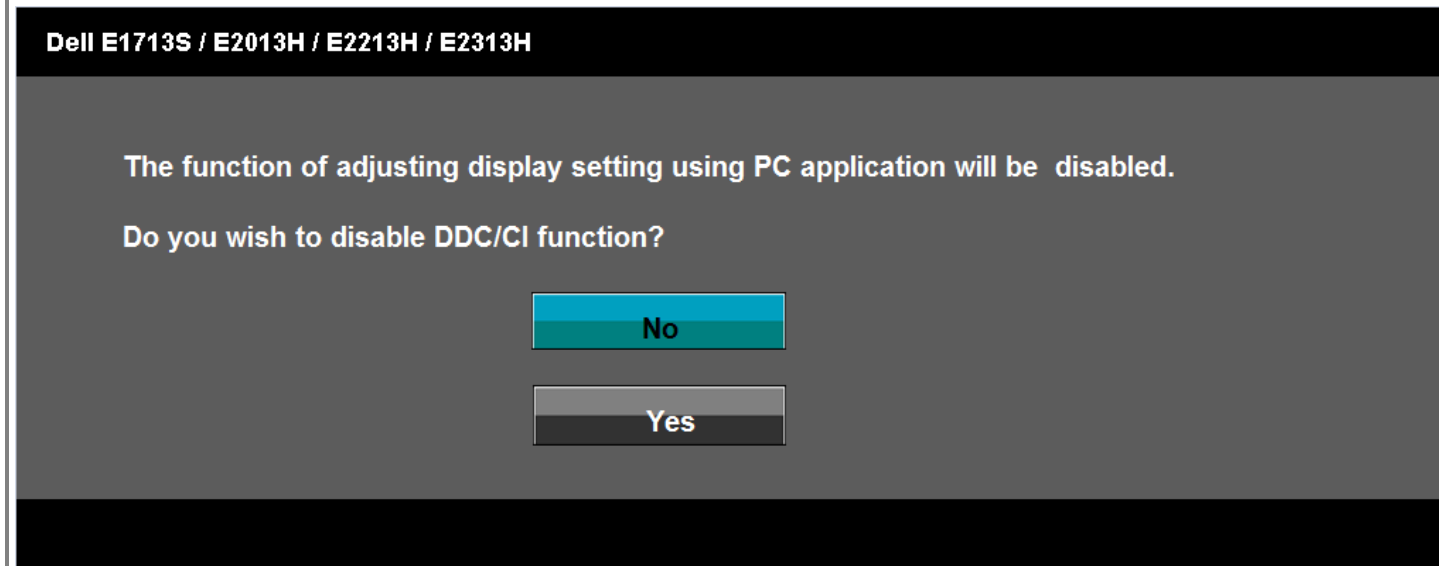 Dell E1713S / E2013H / E2213H / E2313H
The function of adjusting display setting using PC application will be  disabled.
Do you wish to disable DDC/CI function?
No
Yes